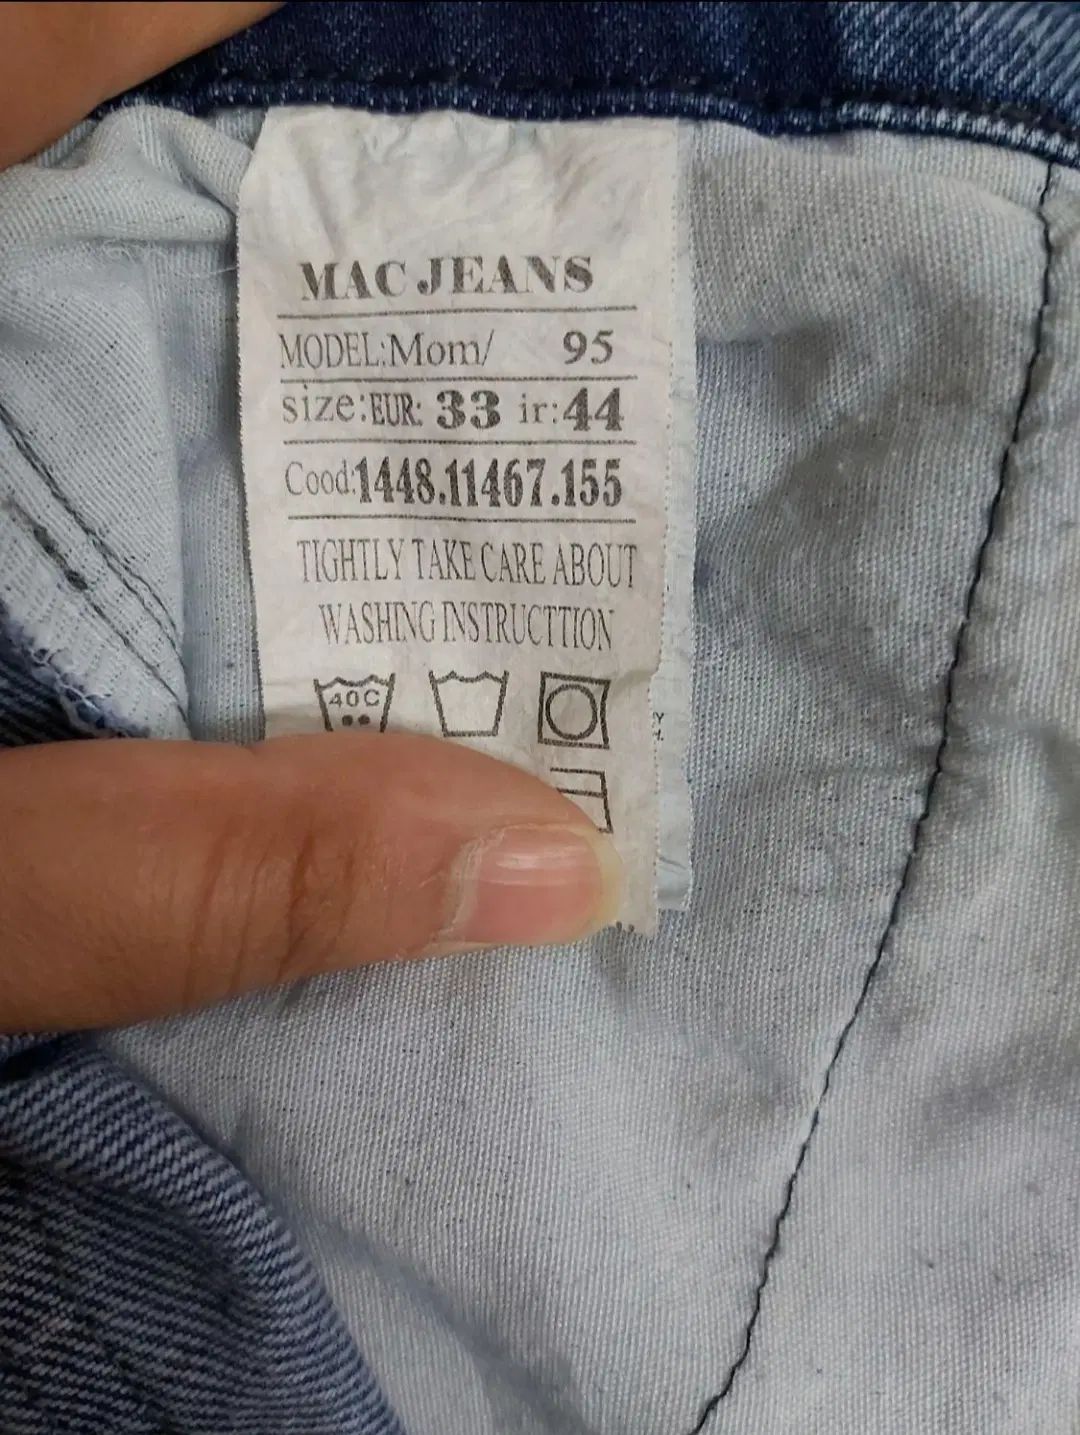 MAC JEANS
MODEL:Mom/ 95
size:EUR: 33 ir:44
Cood:1448.11467.155
TIGHTLY TAKE CARE ABOUT
WASHING INSTRUCTTION
40C